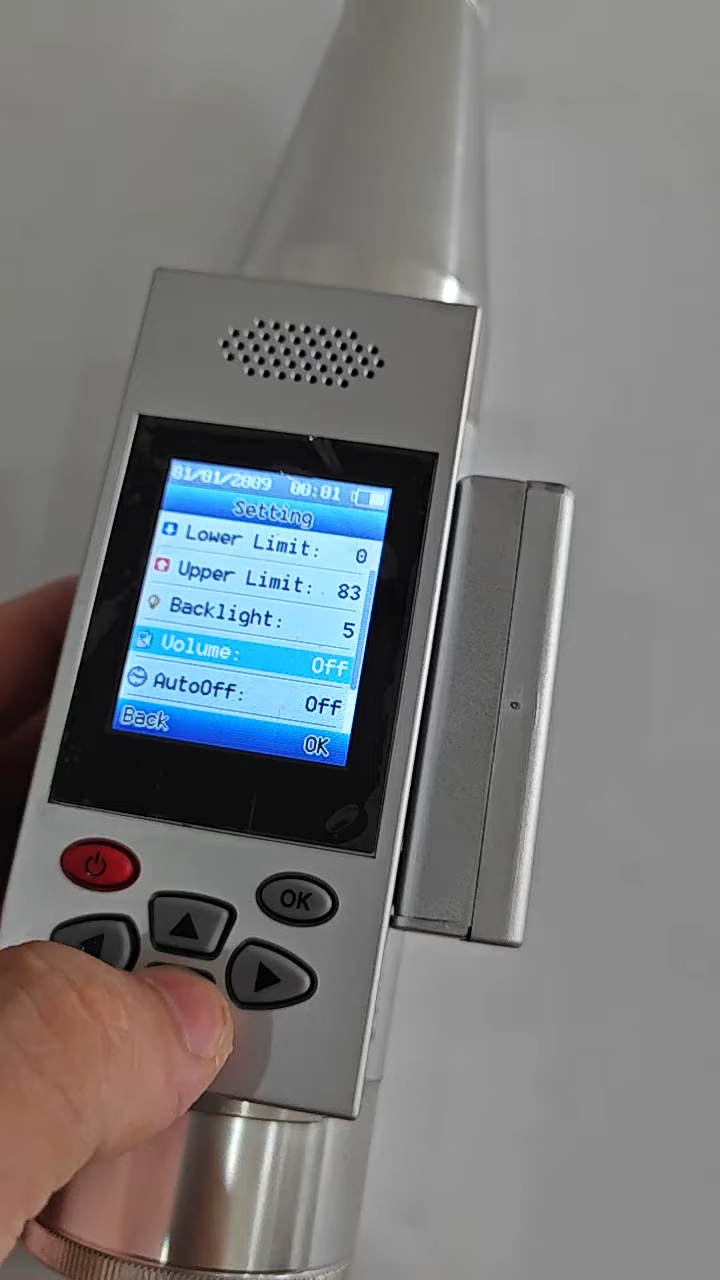 01/01/2009 00:01
Setting
Lower Limit: 0
Upper Limit: 83
Backlight: 5
Volume: Off
AutoOff: Off
Back OK
OK